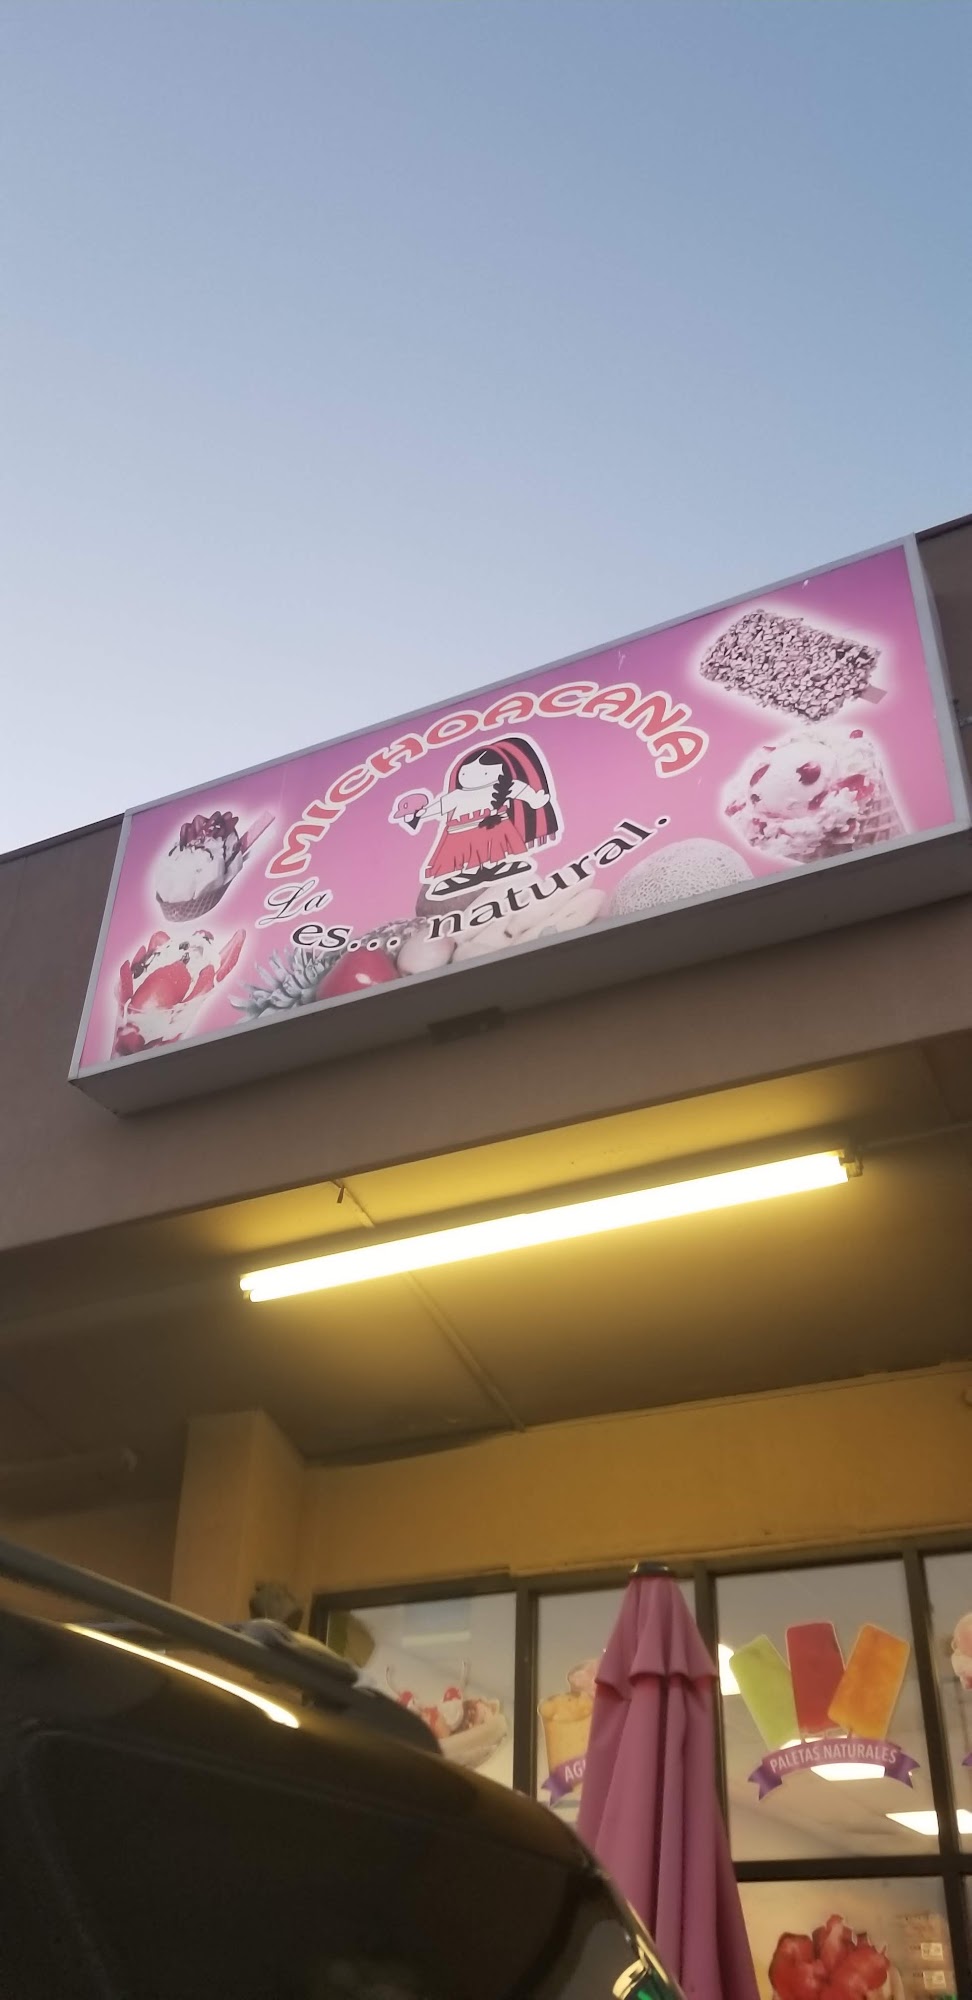 La MICHOACANA
es... natural.
PALETAS NATURALES